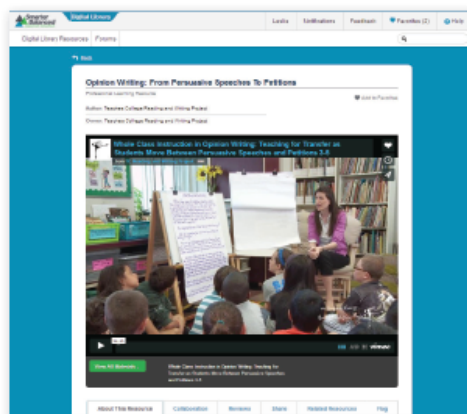 Smarter Balanced
Digital Library
Notifications Feedback Favorites (2) Help
Digital Library Resources Forums
Back
Opinion Writing: From Persuasive Speeches To Petitions
Professional Learning Resource
Add to Favorites
Author: Teachers College Reading and Writing Project
Owner: Teachers College Reading and Writing Project
Whole Class Instruction in Opinion Writing: Teaching for Transfer as
Students Move Between Persuasive Speeches and Petitions 3-5
HD vimeo
View All Materials
Whole Class Instruction in Opinion Writing: Teaching for
Transfer as Students Move Between Persuasive Speeches
and Petitions 3-5
About This Resource Collaboration Reviews Share Related Resources Flag